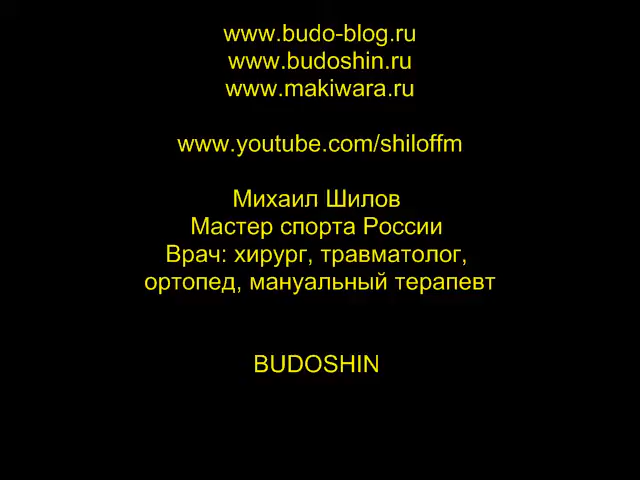 www.budo-blog.ru
www.budoshin.ru
www.makiwara.ru
www.youtube.com/shiloffm
Михаил Шилов
Мастер спорта России
Врач: хирург, травматолог,
ортопед, мануальный терапевт
BUDOSHIN